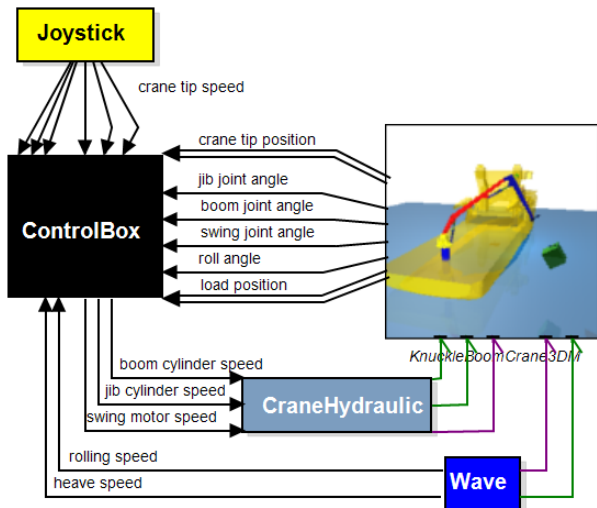 Joystick
crane tip speed
crane tip position
jib joint angle
boom joint angle
swing joint angle
roll angle
load position
ControlBox
KnuckleBoomCrane3DM
boom cylinder speed
jib cylinder speed
swing motor speed
CraneHydraulic
rolling speed
heave speed
Wave